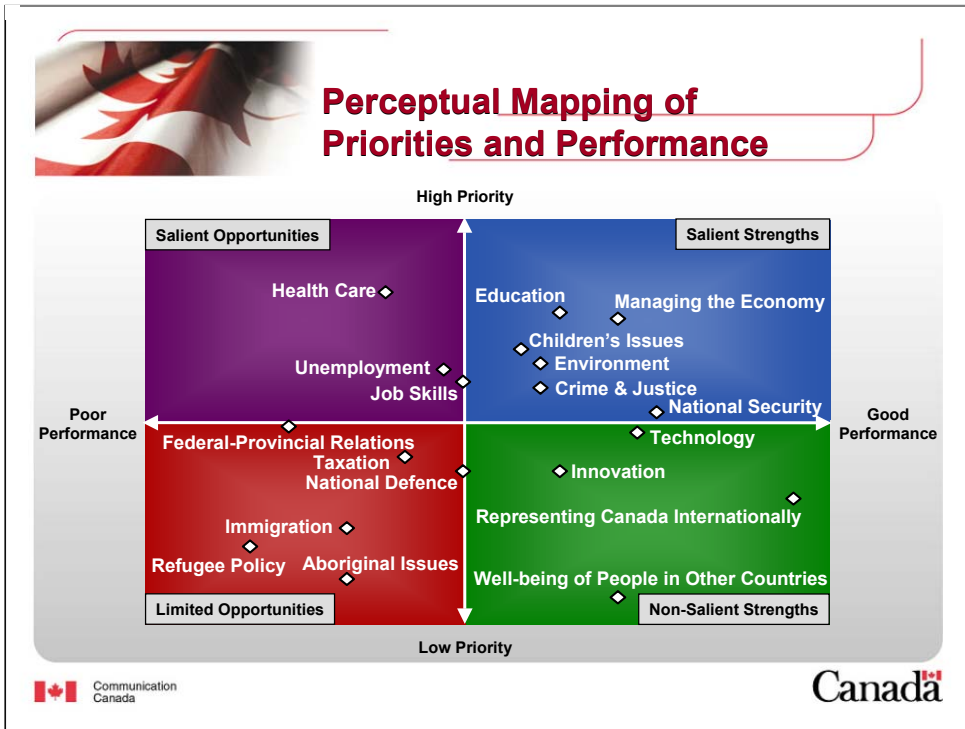 Perceptual Mapping of
Priorities and Performance
High Priority
Salient Opportunities
Salient Strengths
Health Care
Education
Managing the Economy
Children's Issues
Unemployment
Environment
Job Skills
Crime & Justice
National Security
Poor
Performance
Good
Performance
Federal-Provincial Relations
Technology
Taxation
National Defence
Innovation
Representing Canada Internationally
Immigration
Refugee Policy
Aboriginal Issues
Well-being of People in Other Countries
Limited Opportunities
Non-Salient Strengths
Low Priority
Communication
Canada
Canada